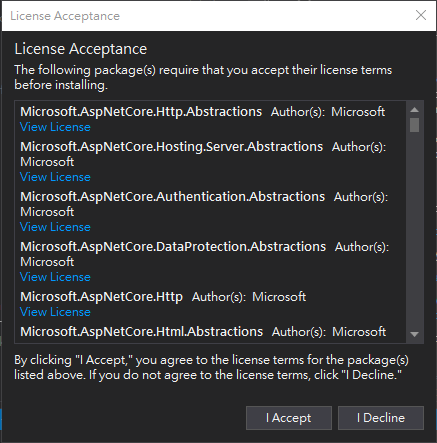 License Acceptance
License Acceptance
The following package(s) require that you accept their license terms
before installing.
Microsoft.AspNetCore.Http.Abstractions Author(s): Microsoft
View License
Microsoft.AspNetCore.Hosting.Server.Abstractions Author(s):
Microsoft
View License
Microsoft.AspNetCore.Authentication.Abstractions Author(s):
Microsoft
View License
Microsoft.AspNetCore.DataProtection.Abstractions Author(s):
Microsoft
View License
Microsoft.AspNetCore.Http Author(s): Microsoft
View License
Microsoft.AspNetCore.Html.Abstractions Author(s): Microsoft
By clicking "I Accept," you agree to the license terms for the package(s)
listed above. If you do not agree to the license terms, click "I Decline."
I Accept
I Decline